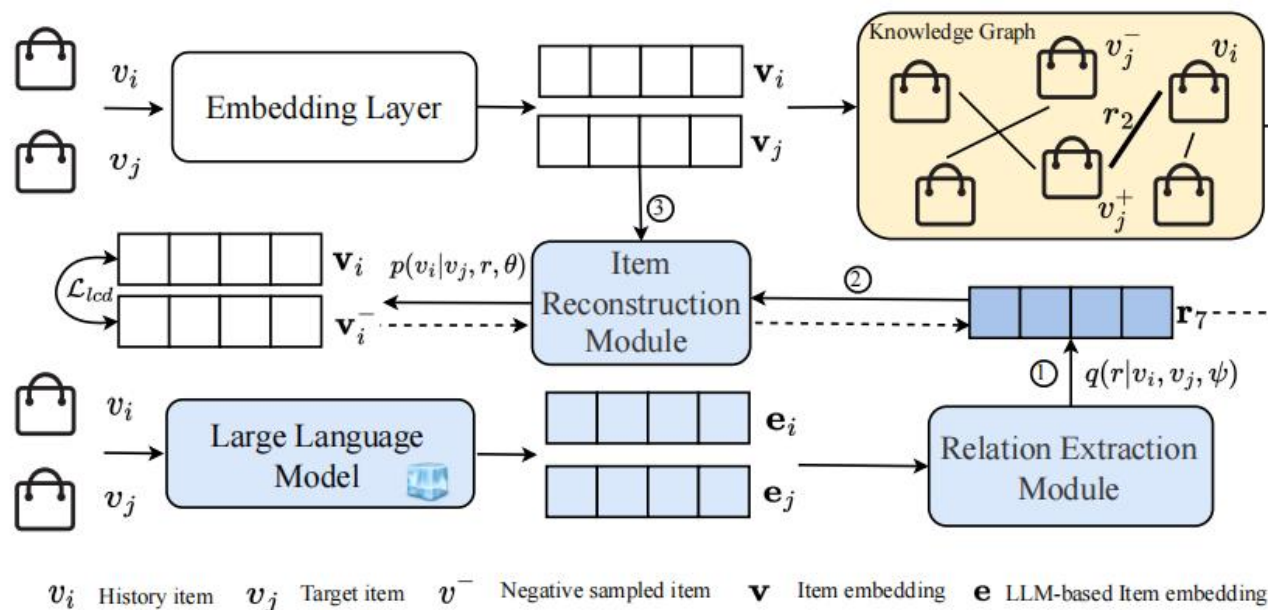 Knowledge Graph
v_i
v_j
Embedding Layer
𝐯_i
𝐯_j
v_j^-
v_i
r_2
v_j^+
③
𝐯_i
ℒ_{lcd}
𝐯_i^-
p(v_i|v_j, r, θ)
Item
Reconstruction
Module
②
𝐫_7
①
q(r|v_i, v_j, ψ)
v_i
v_j
Large Language
Model
𝐞_i
𝐞_j
Relation Extraction
Module
v_i History item v_j Target item v^- Negative sampled item 𝐯 Item embedding 𝐞 LLM-based Item embedding